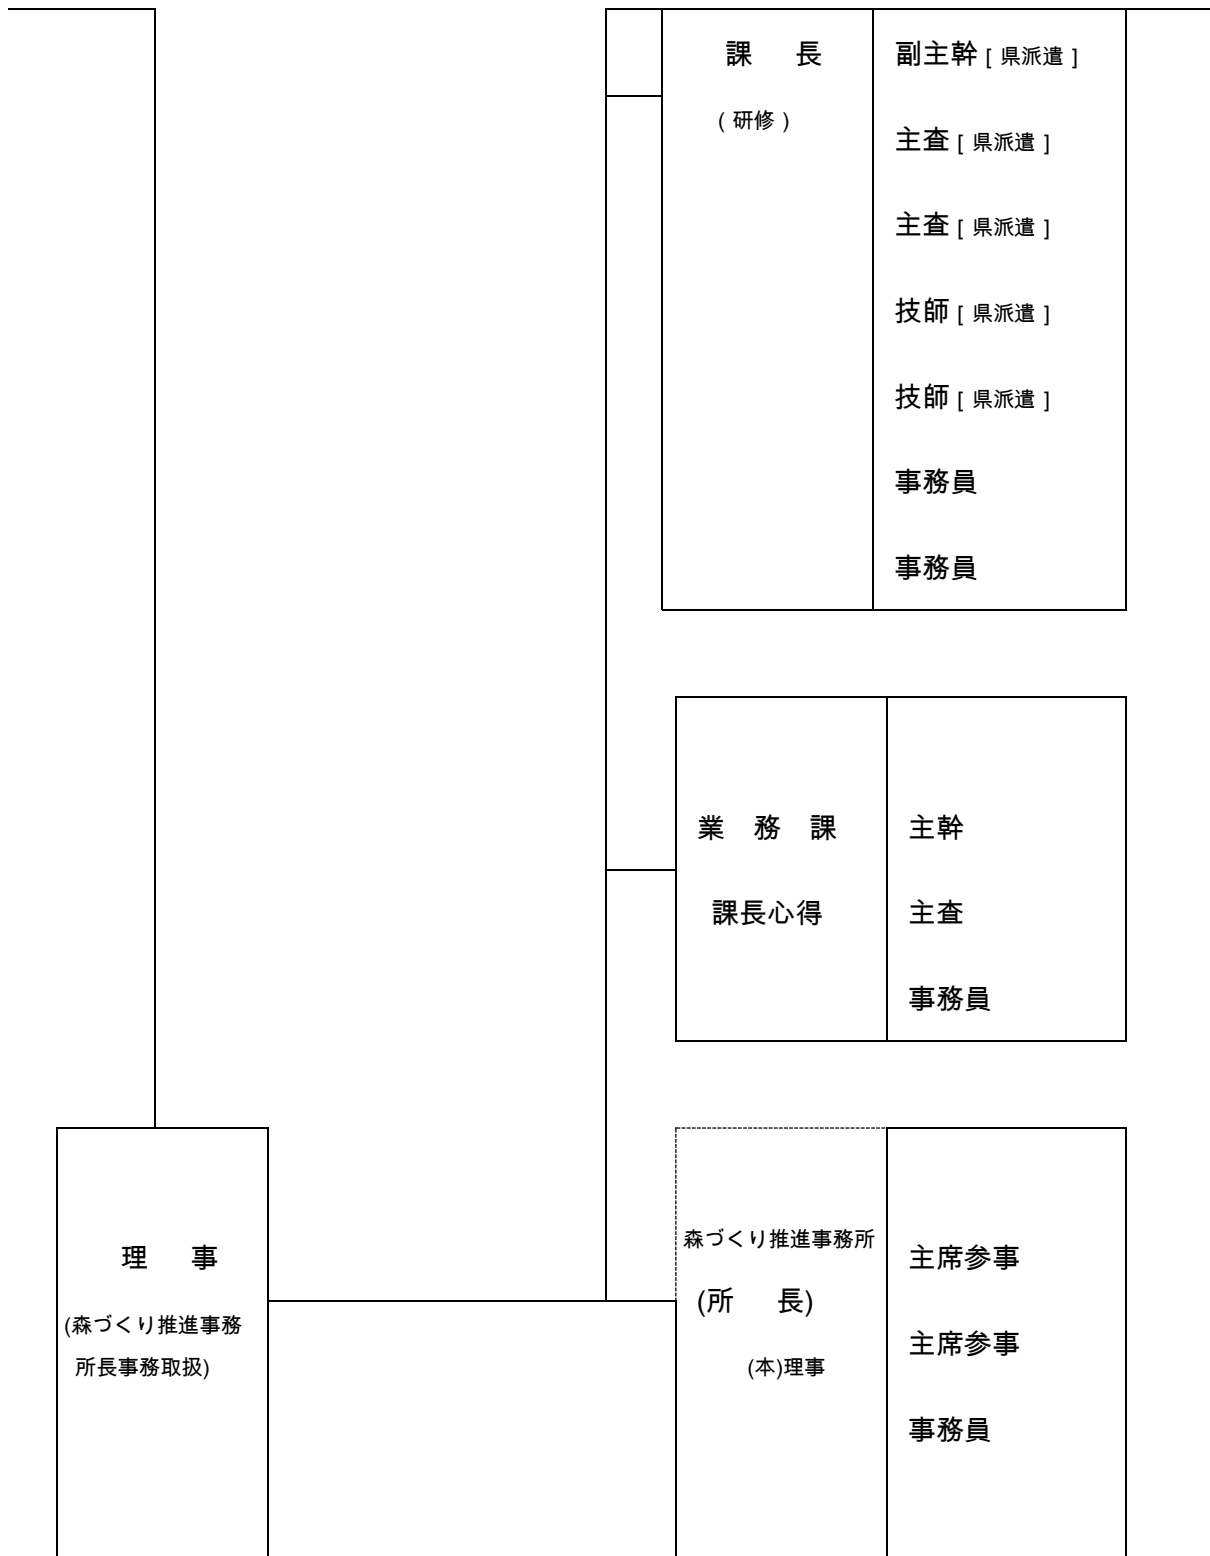 課 長
(研修)
副主幹[県派遣]
主査[県派遣]
主査[県派遣]
技師[県派遣]
技師[県派遣]
事務員
事務員
業 務 課
課長心得
主幹
主査
事務員
理 事
(森づくり推進事務
所長事務取扱)
森づくり推進事務所
(所 長)
(本)理事
主席参事
主席参事
事務員